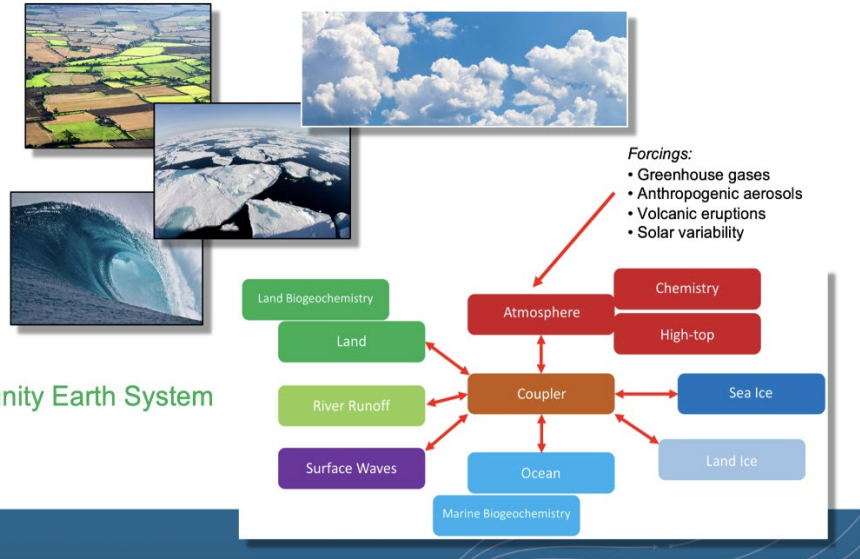 Forcings:
• Greenhouse gases
• Anthropogenic aerosols
• Volcanic eruptions
• Solar variability
Land Biogeochemistry
Land
Atmosphere
Chemistry
High-top
River Runoff
Coupler
Sea Ice
Surface Waves
Ocean
Land Ice
Marine Biogeochemistry
nity Earth System